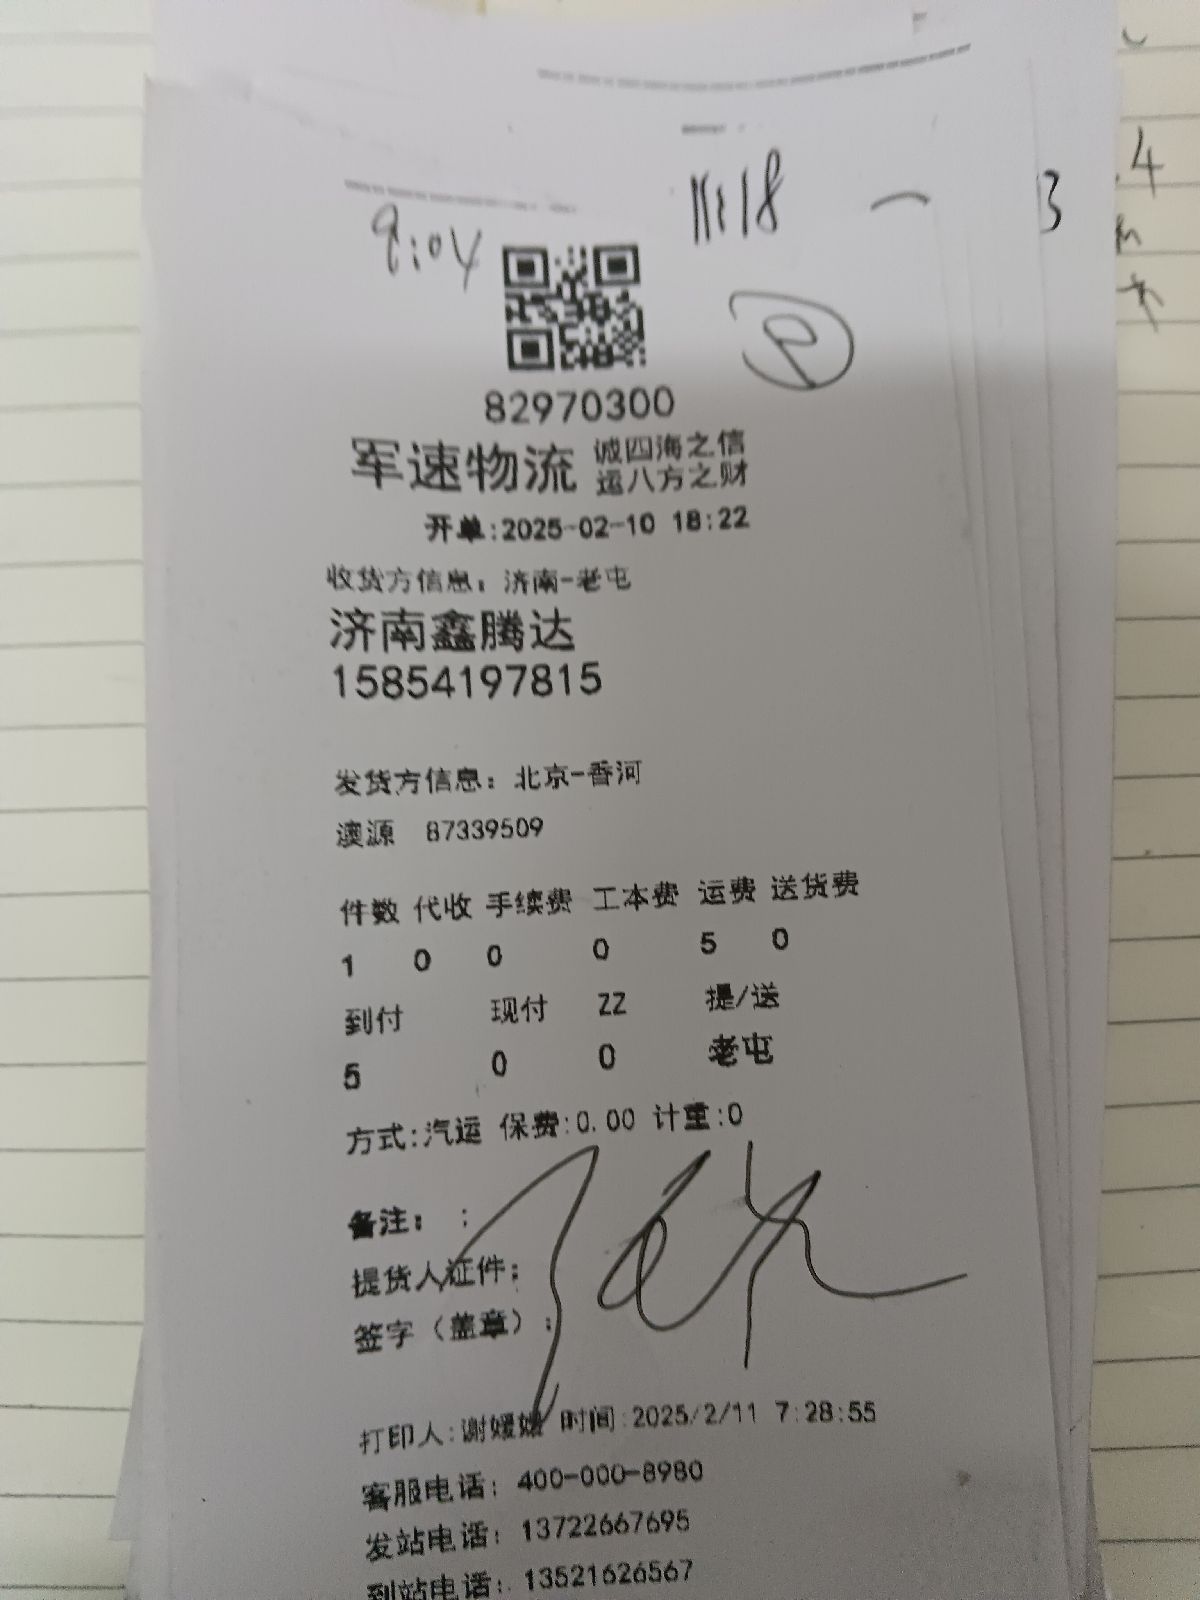 11:18
9:04
②
82970300
军速物流 诚四海之信 运八方之财
开单:2025-02-10 18:22
收货方信息：济南-老屯
济南鑫腾达
15854197815
发货方信息：北京-香河
澳源 87339509
件数 代收 手续费 工本费 运费 送货费
1 0 0 0 5 0
到付 现付 ZZ 提/送
5 0 0 老屯
方式:汽运 保费:0.00 计重:0
备注： ：
提货人证件：
签字（盖章）：
打印人:谢媛媛 时间:2025/2/11 7:28:55
客服电话：400-000-8980
发站电话：13722667695
到站电话：13521626567